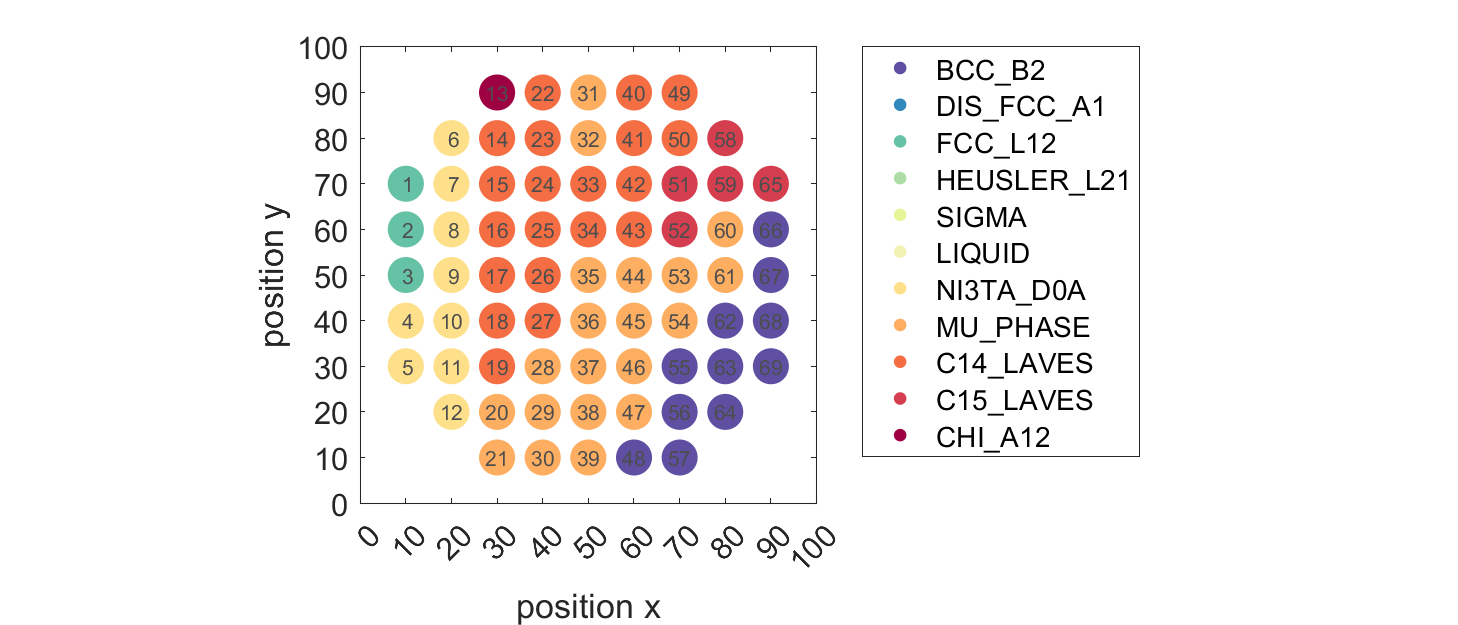 100
90
80
70
60
50
40
30
20
10
0
position y
13 22 31 40 49
6 14 23 32 41 50 58
1 7 15 24 33 42 51 59 65
2 8 16 25 34 43 52 60 66
3 9 17 26 35 44 53 61 67
4 10 18 27 36 45 54 62 68
5 11 19 28 37 46 55 63 69
12 20 29 38 47 56 64
21 30 39 48 57
0 10 20 30 40 50 60 70 80 90 100
position x
BCC_B2
DIS_FCC_A1
FCC_L12
HEUSLER_L21
SIGMA
LIQUID
NI3TA_D0A
MU_PHASE
C14_LAVES
C15_LAVES
CHI_A12